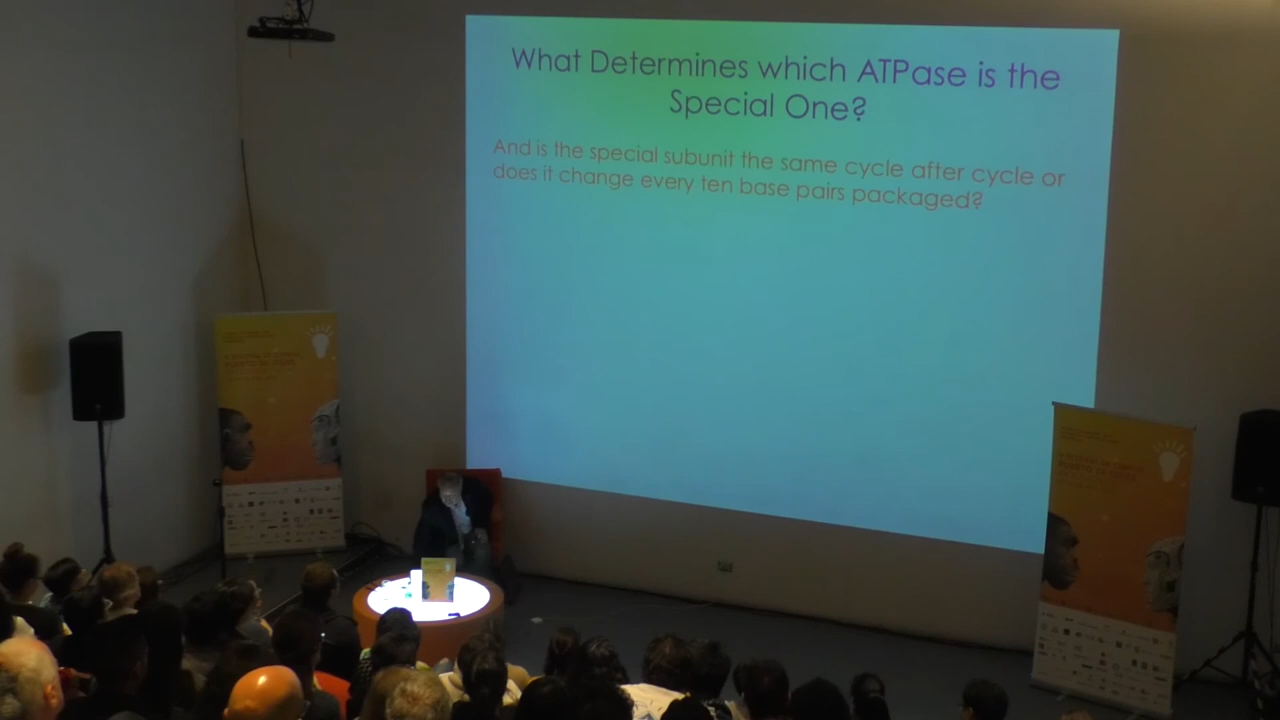 What Determines which ATPase is the
Special One?
And is the special subunit the same cycle after cycle or
does it change every ten base pairs packaged?